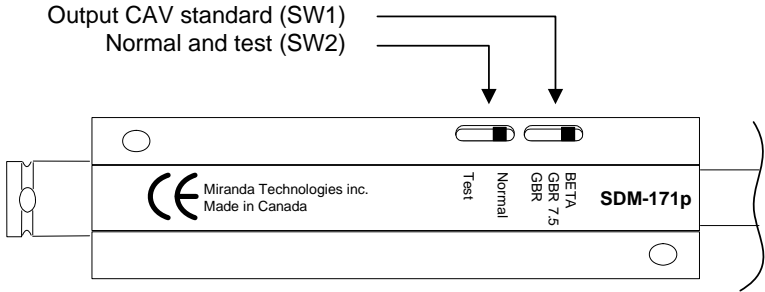 Output CAV standard (SW1)
Normal and test (SW2)
CE
Miranda Technologies inc.
Made in Canada
Test
Normal
GBR
GBR 7.5
BETA
SDM-171p